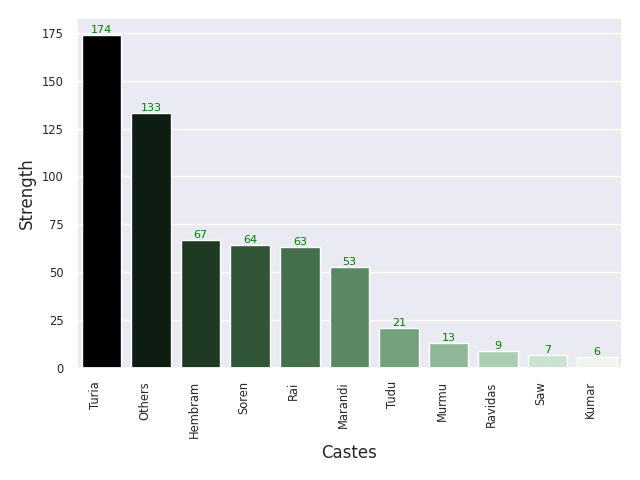 174
175
150
133
125
100
75
67
64
63
53
50
25
21
13
9
7
6
0
Strength
Turia
Others
Hembram
Soren
Rai
Marandi
Tudu
Murmu
Ravidas
Saw
Kumar
Castes